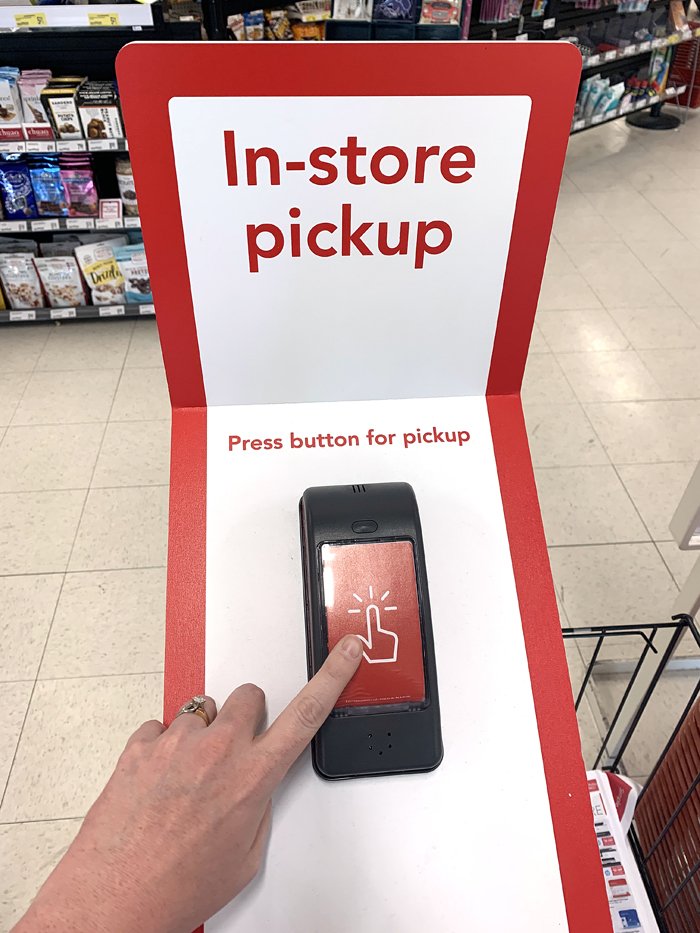 In-store
pickup
Press button for pickup